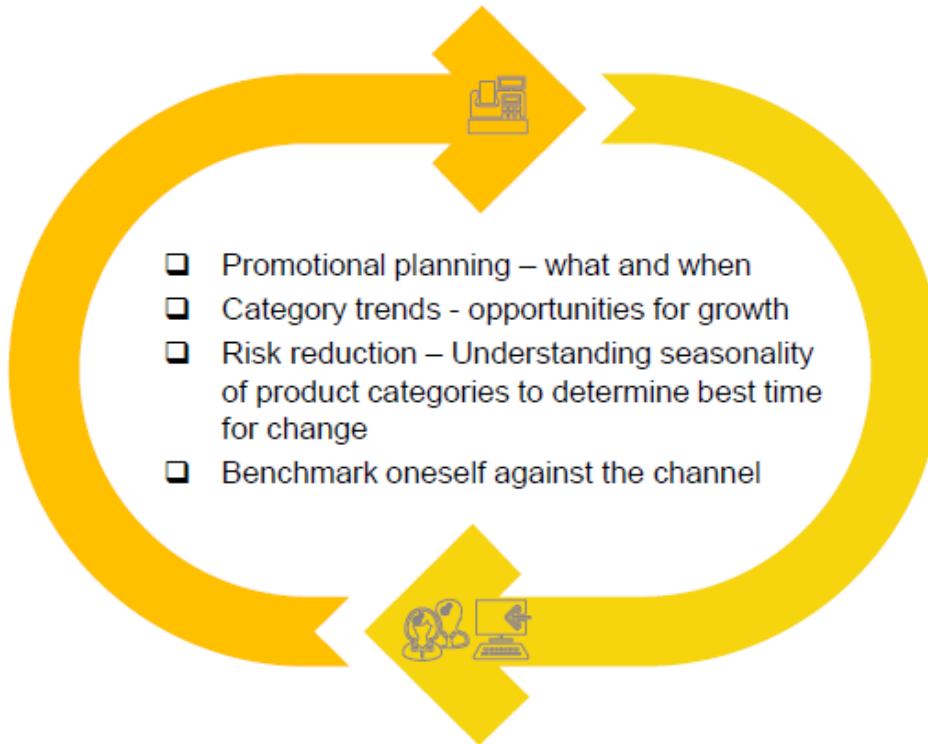 ❑ Promotional planning – what and when
❑ Category trends - opportunities for growth
❑ Risk reduction – Understanding seasonality
of product categories to determine best time
for change
❑ Benchmark oneself against the channel